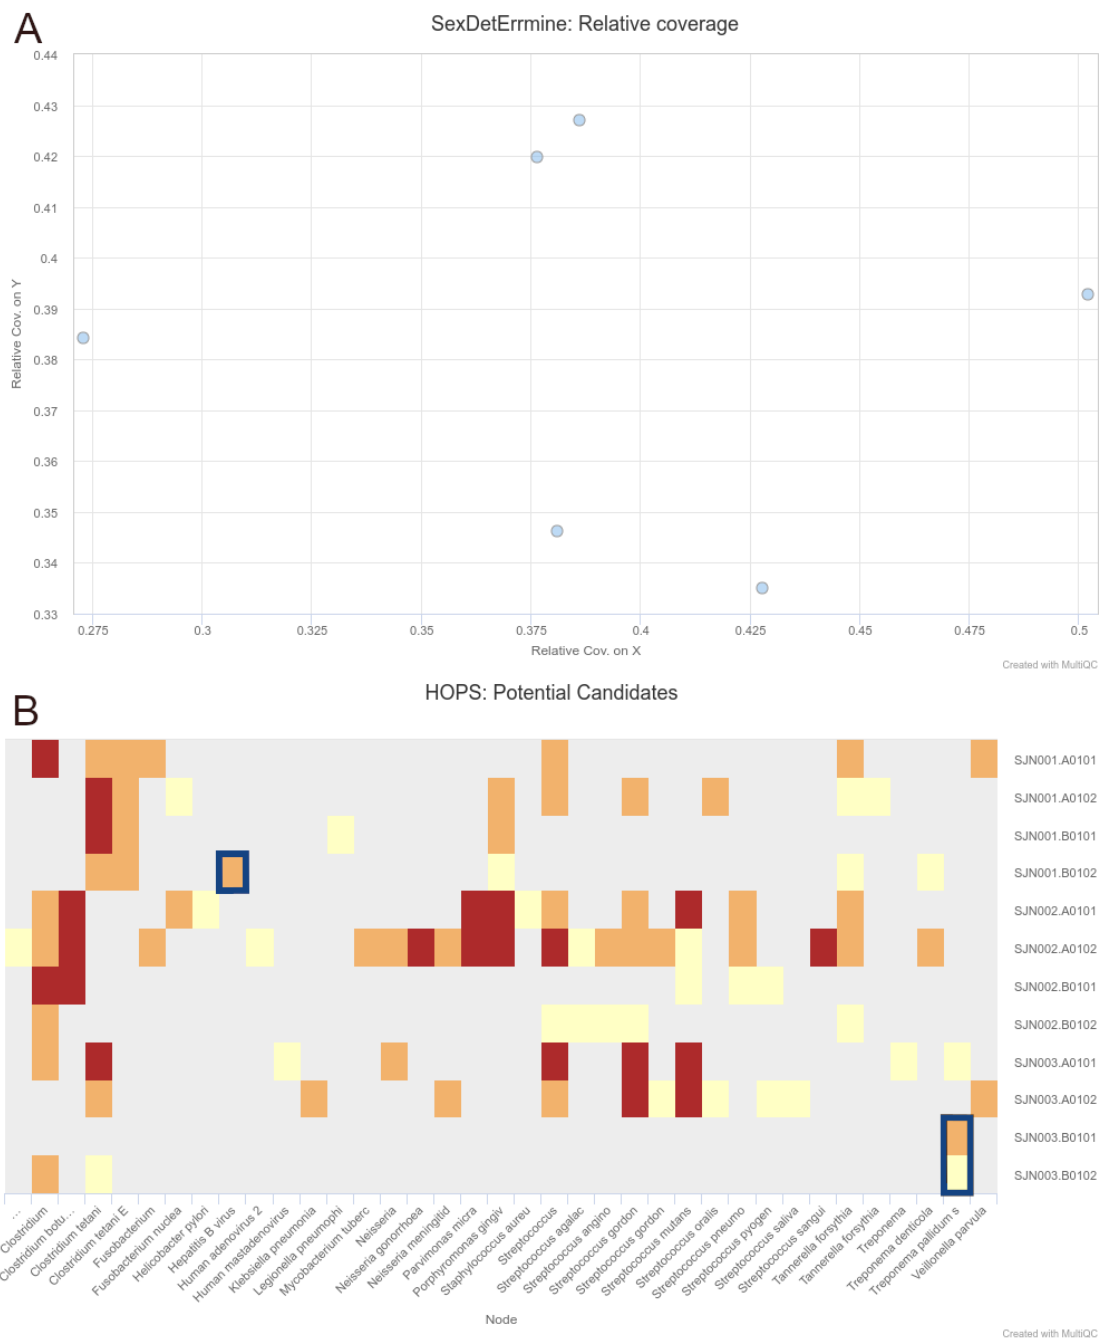 A
SexDetErrmine: Relative coverage
0.44
0.43
0.42
0.41
0.4
0.39
0.38
0.37
0.36
0.35
0.34
0.33
Relative Cov. on Y
0.275
0.3
0.325
0.35
0.375
0.4
0.425
0.45
0.475
0.5
Relative Cov. on X
Created with MultiQC
B
HOPS: Potential Candidates
SJN001.A0101
SJN001.A0102
SJN001.B0101
SJN001.B0102
SJN002.A0101
SJN002.A0102
SJN002.B0101
SJN002.B0102
SJN003.A0101
SJN003.A0102
SJN003.B0101
SJN003.B0102
...
Clostridium
Clostridium botu...
Clostridium tetani
Clostridium tetani E
Fusobacterium
Fusobacterium nuclea
Helicobacter pylori
Hepatitis B virus
Human adenovirus 2
Human mastadenovirus
Klebsiella pneumonia
Legionella pneumophi
Mycobacterium tuberc
Neisseria
Neisseria gonorrhoea
Neisseria meningitid
Parvimonas micra
Porphyromonas gingiv
Staphylococcus aureu
Streptococcus
Streptococcus agalac
Streptococcus angino
Streptococcus gordon
Streptococcus gordon
Streptococcus mutans
Streptococcus oralis
Streptococcus pneumo
Streptococcus pyogen
Streptococcus saliva
Streptococcus sangui
Tannerella forsythia
Tannerella forsythia
Treponema
Treponema denticola
Treponema pallidum s
Veillonella parvula
Node
Created with MultiQC